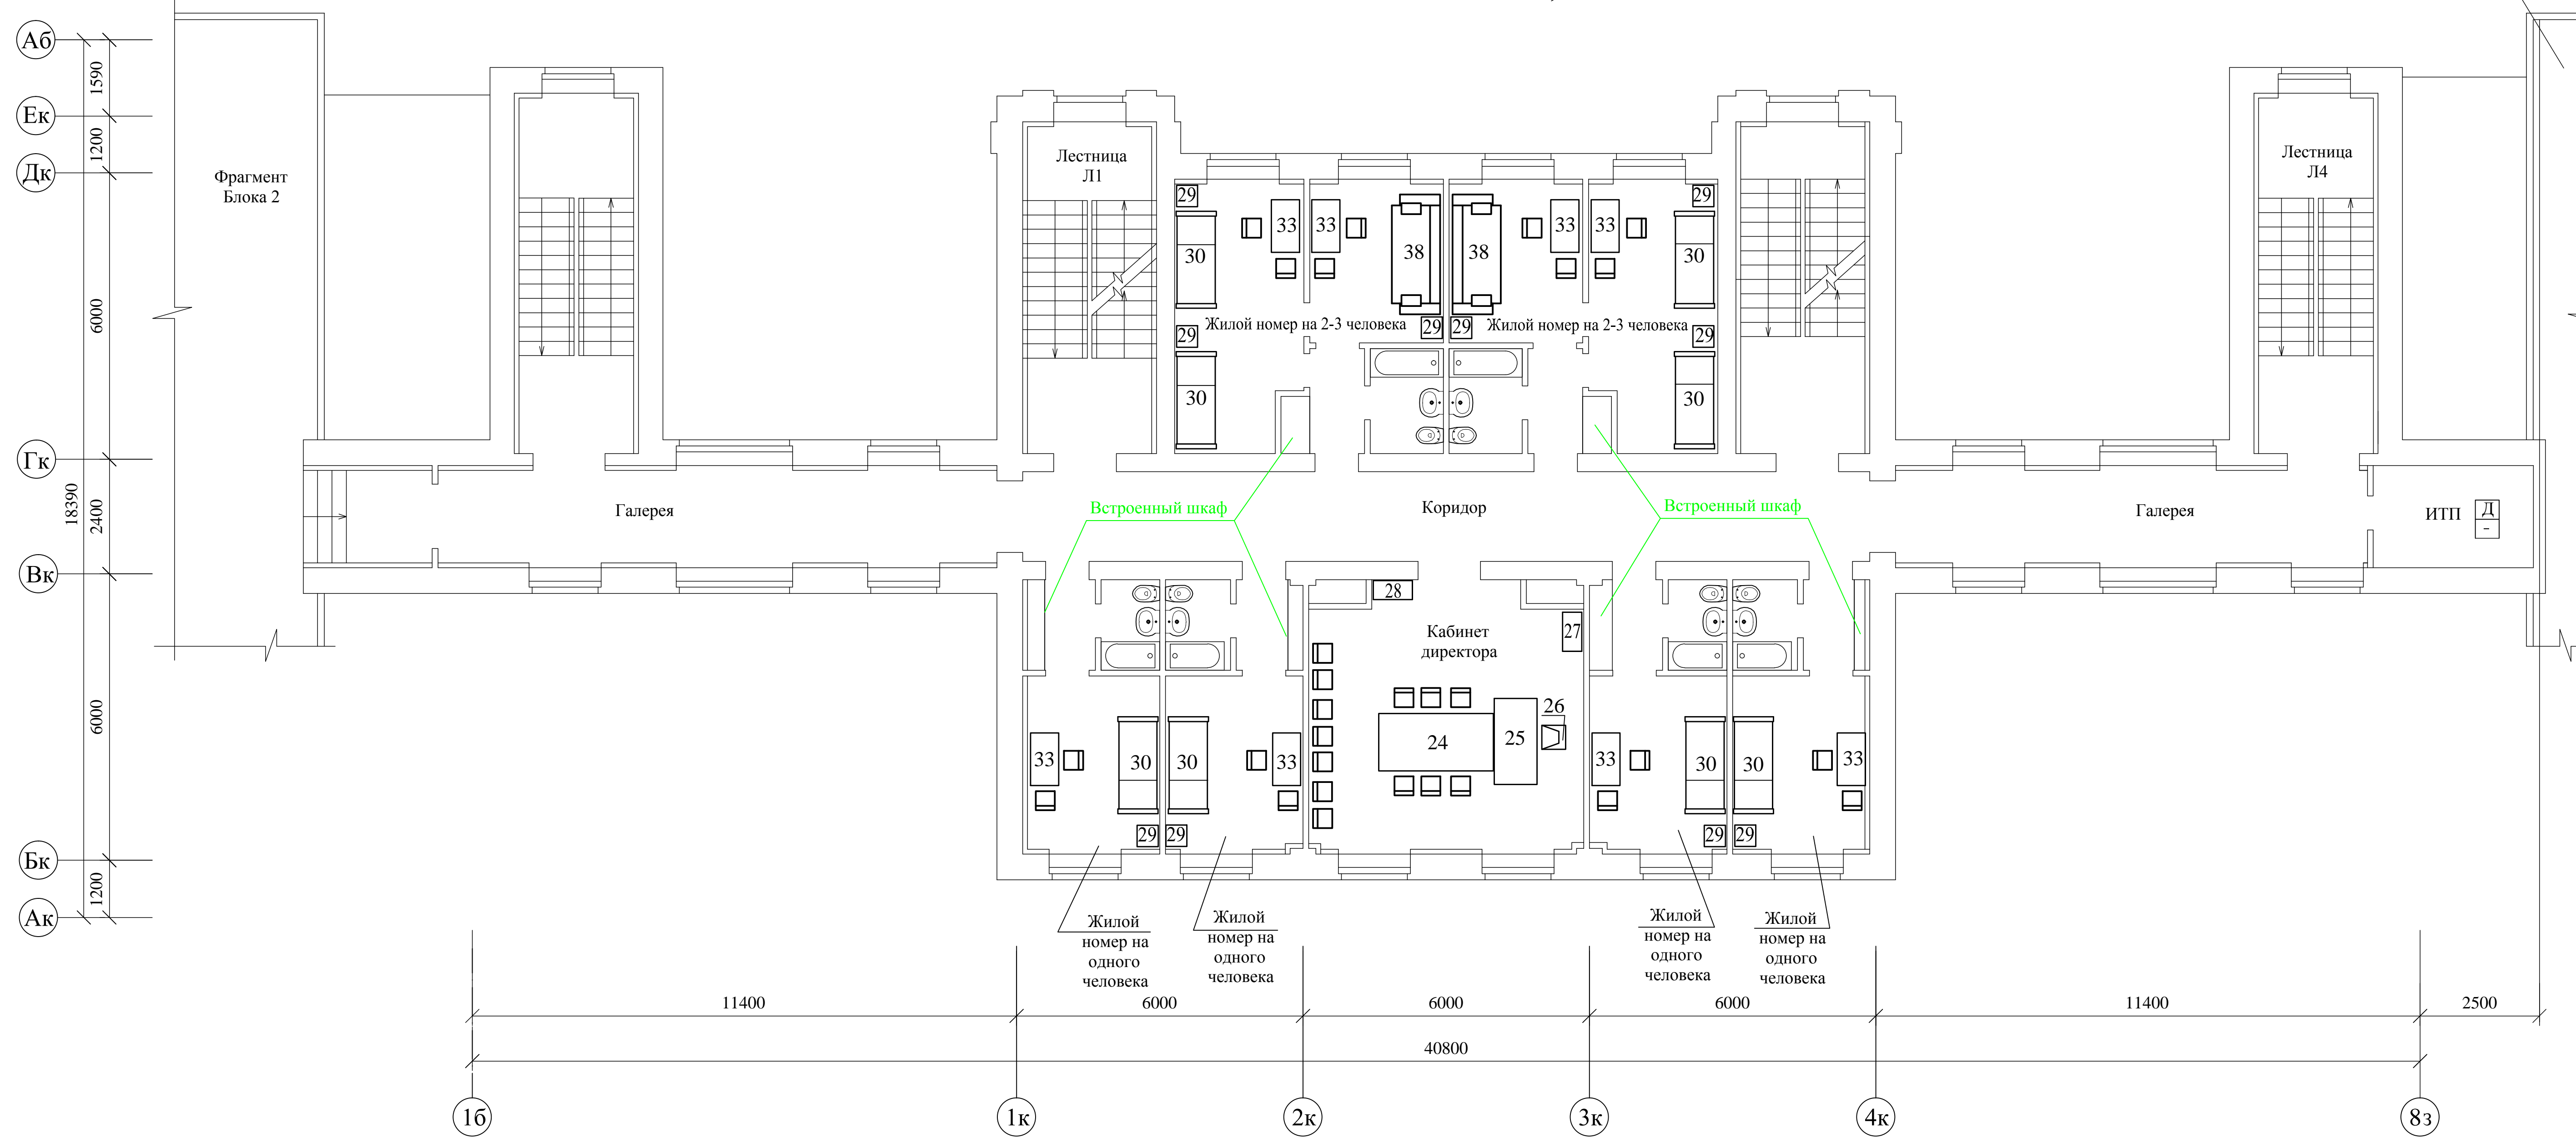 Аб
1590
Ек
1200
Дк
6000
Гк
18390
2400
Вк
6000
Бк
1200
Ак
Фрагмент
Блока 2
Лестница
Л1
Лестница
Л4
29
33
33
33
33
29
30
38
38
30
Жилой номер на 2-3 человека
29
29
Жилой номер на 2-3 человека
29
29
30
30
Галерея
Встроенный шкаф
Коридор
Встроенный шкаф
Галерея
ИТП
Д
-
28
27
Кабинет
директора
26
33
30
30
33
24
25
33
30
30
33
29
29
29
29
Жилой
номер на
одного
человека
Жилой
номер на
одного
человека
Жилой
номер на
одного
человека
Жилой
номер на
одного
человека
11400
6000
6000
6000
11400
2500
40800
1б
1к
2к
3к
4к
8з